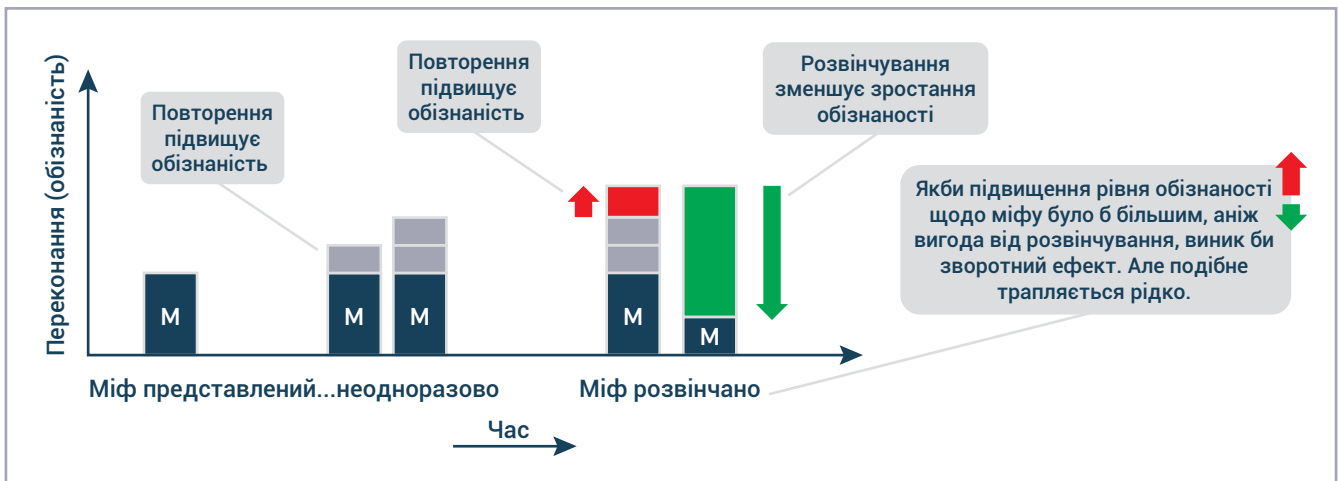 Переконання (обізнаність)
Повторення
підвищує
обізнаність
Повторення
підвищує
обізнаність
Розвінчування
зменшує зростання
обізнаності
Якби підвищення рівня обізнаності
щодо міфу було б більшим, аніж
вигода від розвінчування, виник би
зворотний ефект. Але подібне
трапляється рідко.
М
М
М
М
М
Міф представлений...неодноразово
Міф розвінчано
Час